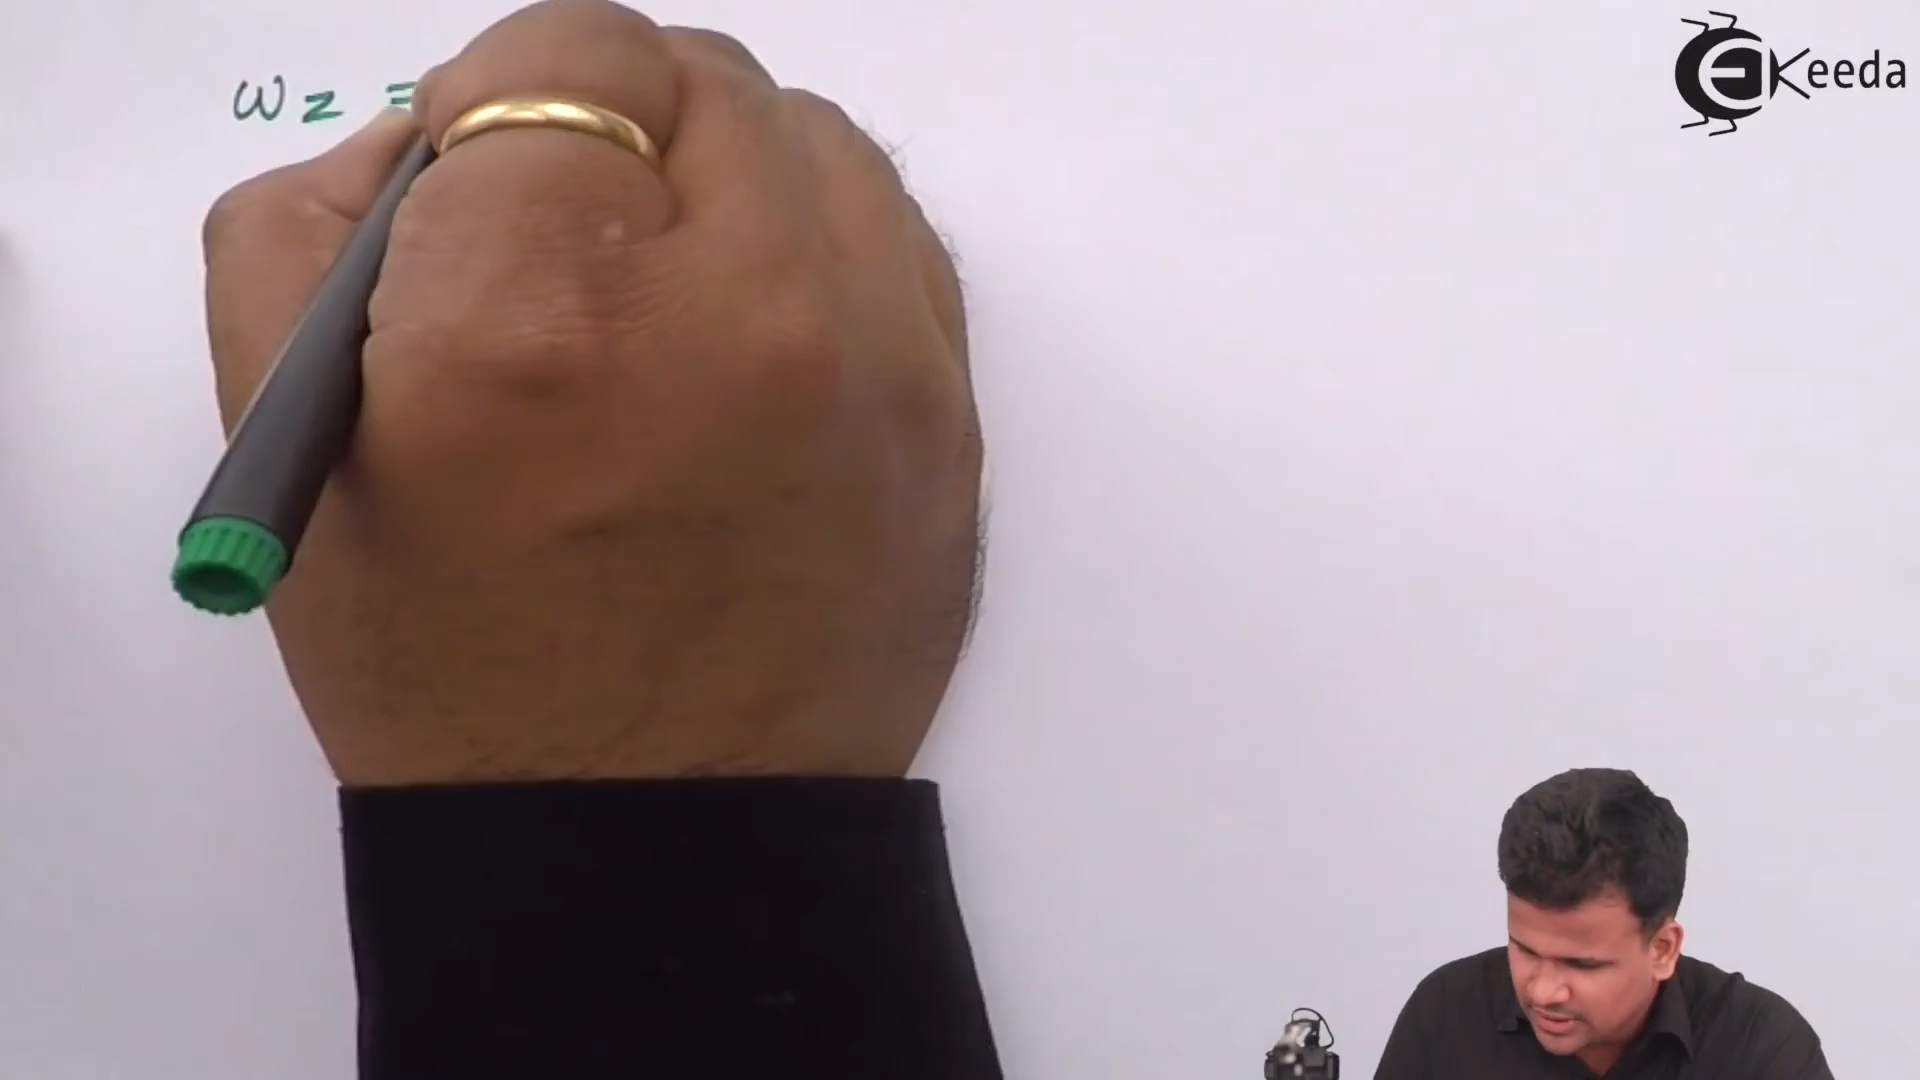 ωz =
Keeda